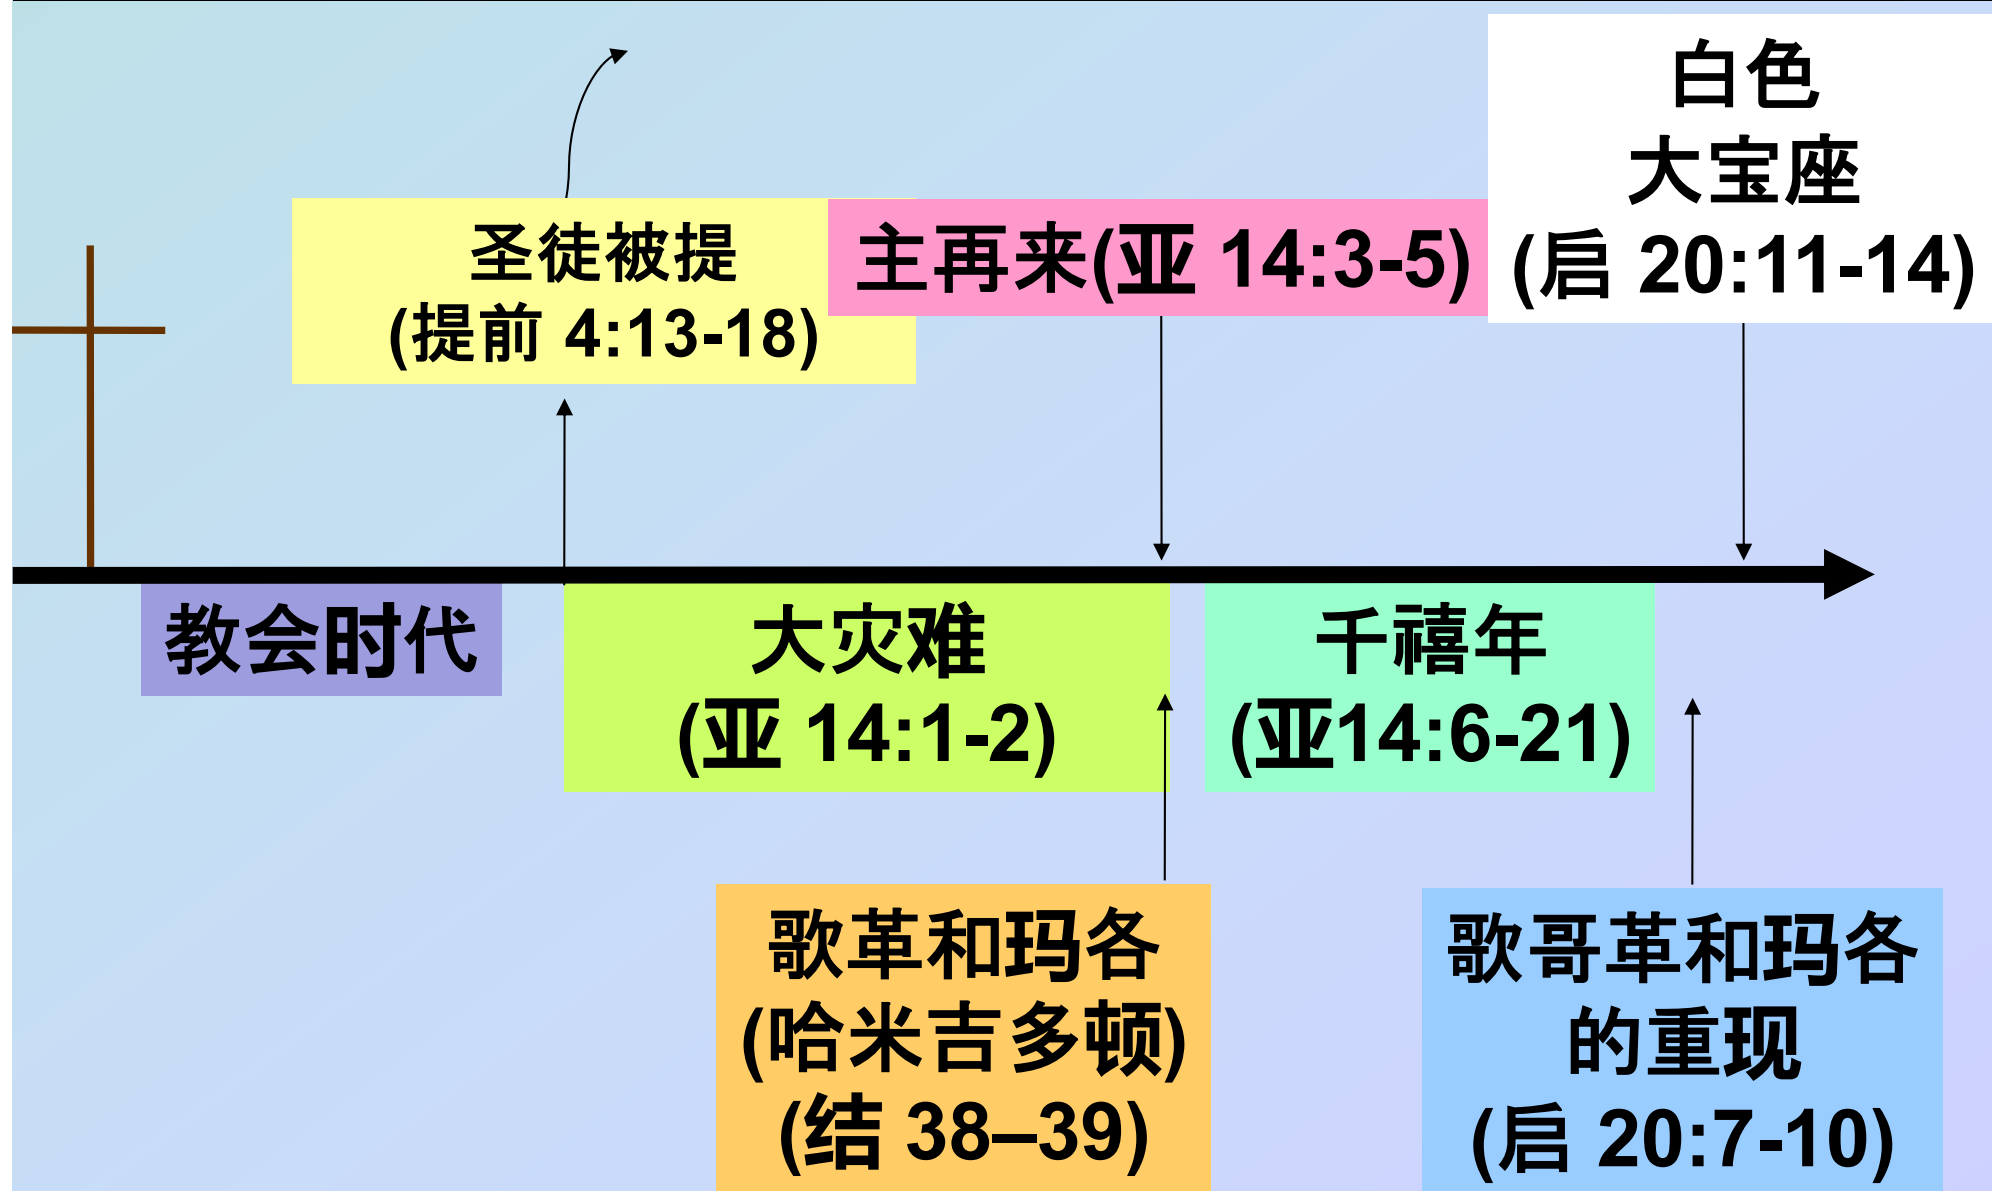 白色
大宝座
(启 20:11-14)
圣徒被提
(提前 4:13-18)
主再来(亚 14:3-5)
教会时代
大灾难
(亚 14:1-2)
千禧年
(亚14:6-21)
歌革和玛各
(哈米吉多顿)
(结 38–39)
歌哥革和玛各
的重现
(启 20:7-10)